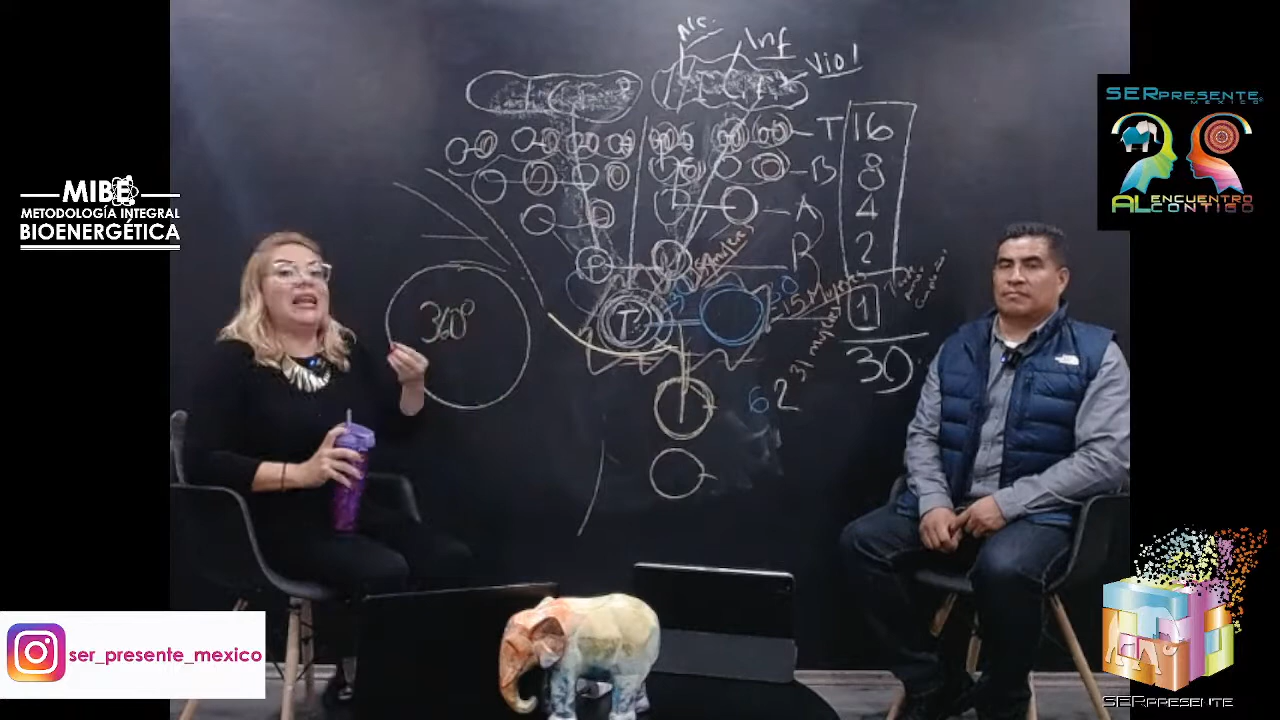 MIBE
METODOLOGÍA INTEGRAL
BIOENERGÉTICA
SERPRESENTE
MÉXICO
AL ENCUENTRO
CONTIGO
Inf
Viol
T 16
B 8
A 4
2
1
30
360°
T
15 Mujeres
31 mujeres
62
ser_presente_mexico
SERPRESENTE